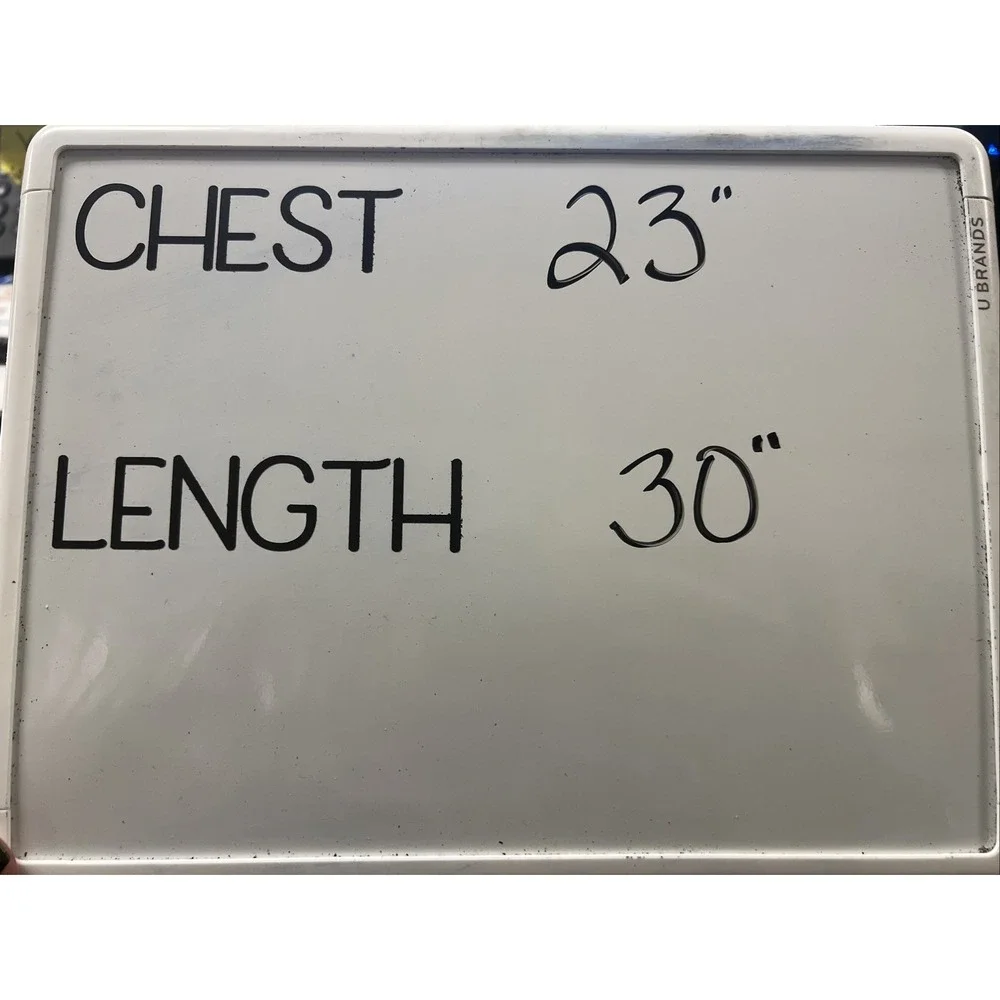 CHEST 23"
LENGTH 30"
U BRANDS